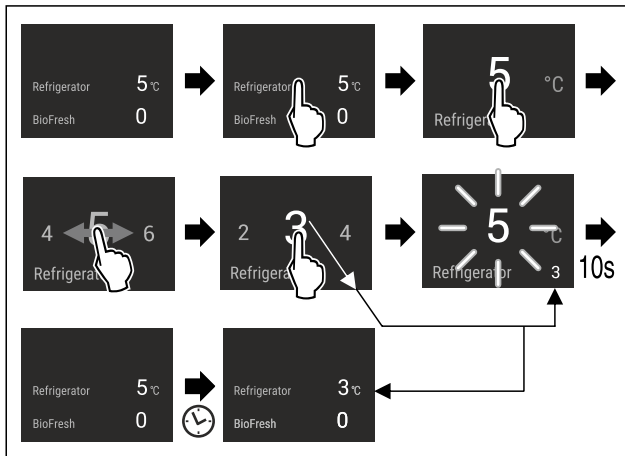 Refrigerator 5 °C
BioFresh 0
Refrigerator 5 °C
BioFresh 0
5 °C
Refriger
4 5 6
Refrigerat
2 3 4
Refrigera
5 °C
Refrigerator 3
10s
Refrigerator 5 °C
BioFresh 0
Refrigerator 3 °C
BioFresh 0